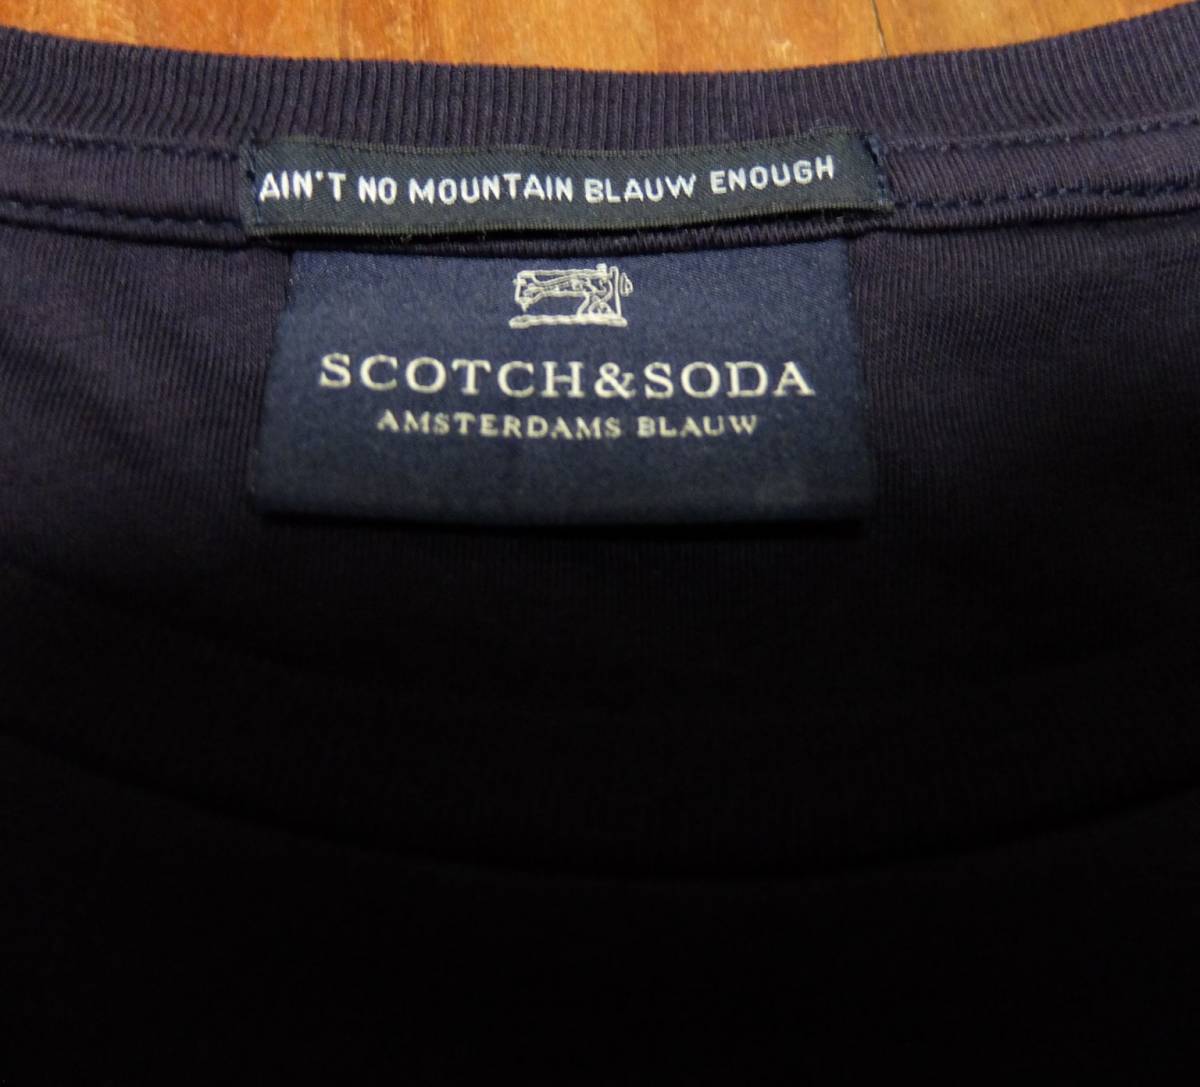 AIN'T NO MOUNTAIN BLAUW ENOUGH
SCOTCH&SODA
AMSTERDAMS BLAUW